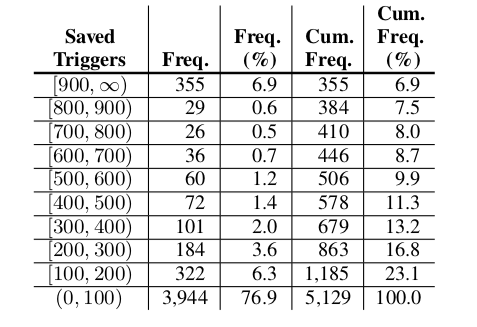 Saved Triggers | Freq. | Freq. (%) | Cum. Freq. | Cum. Freq. (%)
[900, ∞) 355 6.9 355 6.9
[800, 900) 29 0.6 384 7.5
[700, 800) 26 0.5 410 8.0
[600, 700) 36 0.7 446 8.7
[500, 600) 60 1.2 506 9.9
[400, 500) 72 1.4 578 11.3
[300, 400) 101 2.0 679 13.2
[200, 300) 184 3.6 863 16.8
[100, 200) 322 6.3 1,185 23.1
(0, 100) 3,944 76.9 5,129 100.0